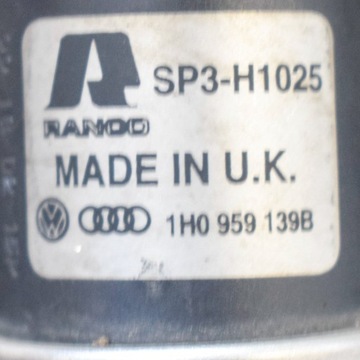 SP3-H1025
RANCO
MADE IN U.K.
1H0 959 139B